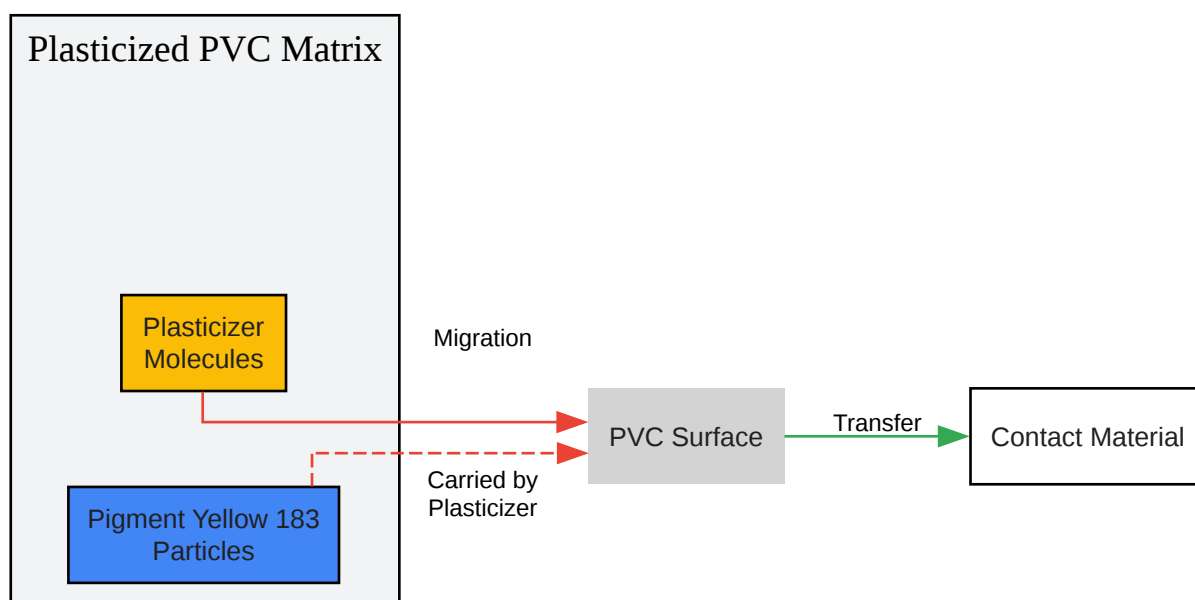 Plasticized PVC Matrix
Plasticizer
Molecules
Migration
PVC Surface
Transfer
Contact Material
Carried by
Plasticizer
Pigment Yellow 183
Particles